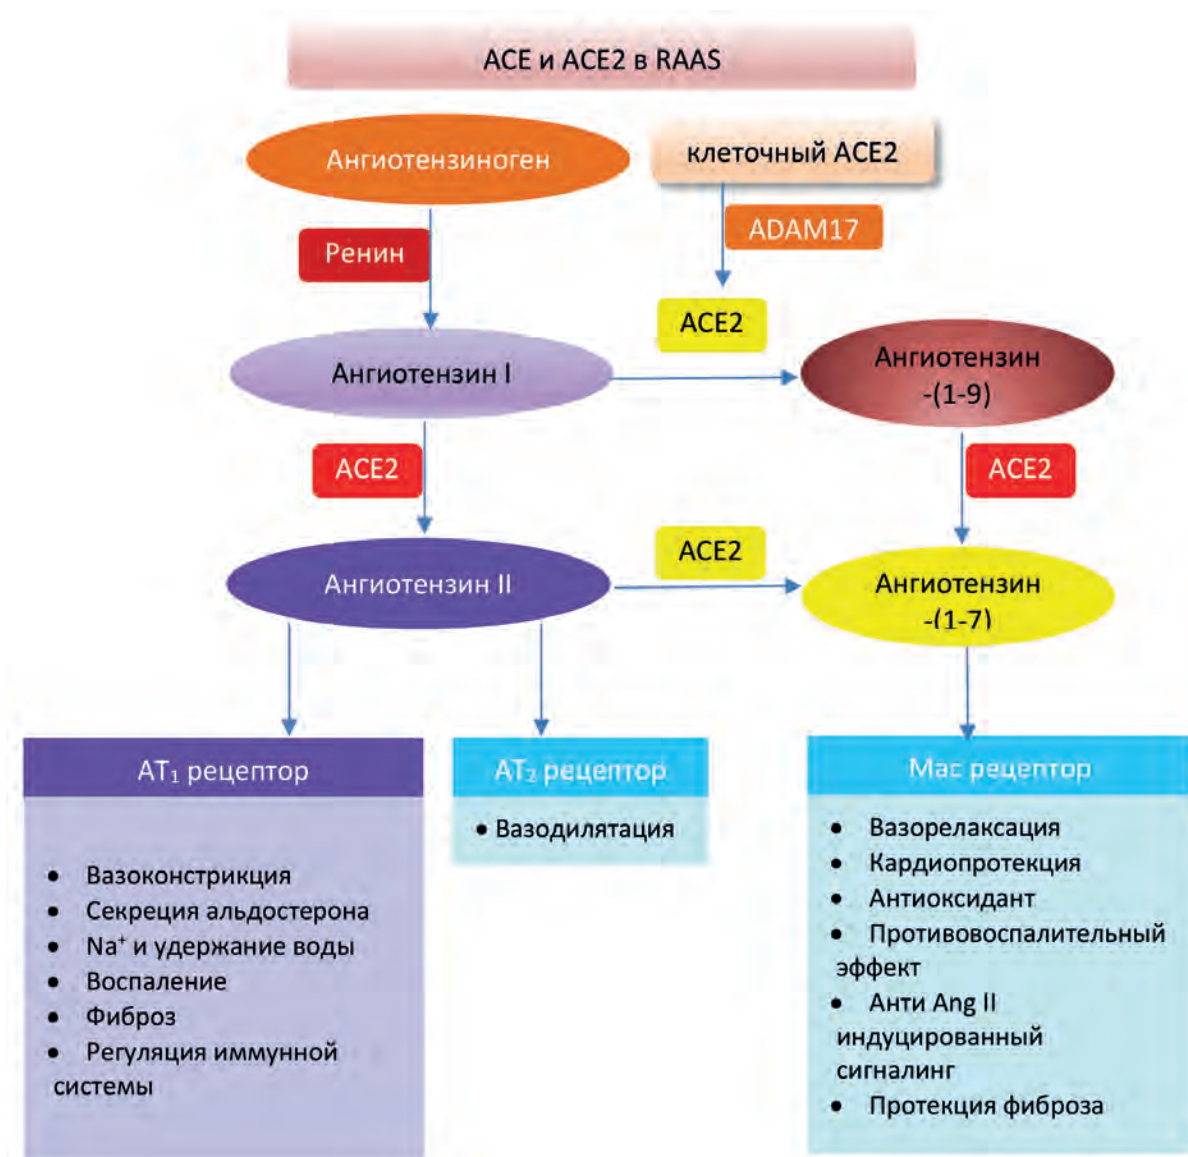 ACE и ACE2 в RAAS
Ангиотензиноген
клеточный ACE2
ADAM17
Ренин
ACE2
Ангиотензин I
Ангиотензин
-(1-9)
ACE2
ACE2
Ангиотензин II
ACE2
Ангиотензин
-(1-7)
AT₁ рецептор
• Вазоконстрикция
• Секреция альдостерона
• Na⁺ и удержание воды
• Воспаление
• Фиброз
• Регуляция иммунной
системы
AT₂ рецептор
• Вазодилятация
Мас рецептор
• Вазорелаксация
• Кардиопротекция
• Антиоксидант
• Противовоспалительный
эффект
• Анти Ang II
индуцированный
сигналинг
• Протекция фиброза